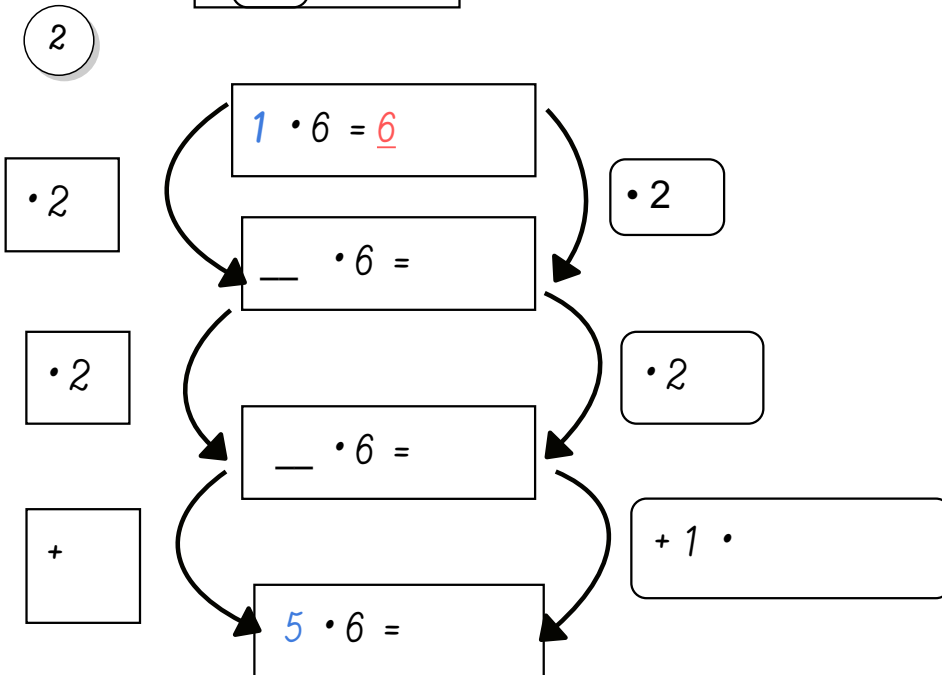 2
1 · 6 = 6
· 2
· 2
__ · 6 =
· 2
· 2
__ · 6 =
+
+ 1 ·
5 · 6 =